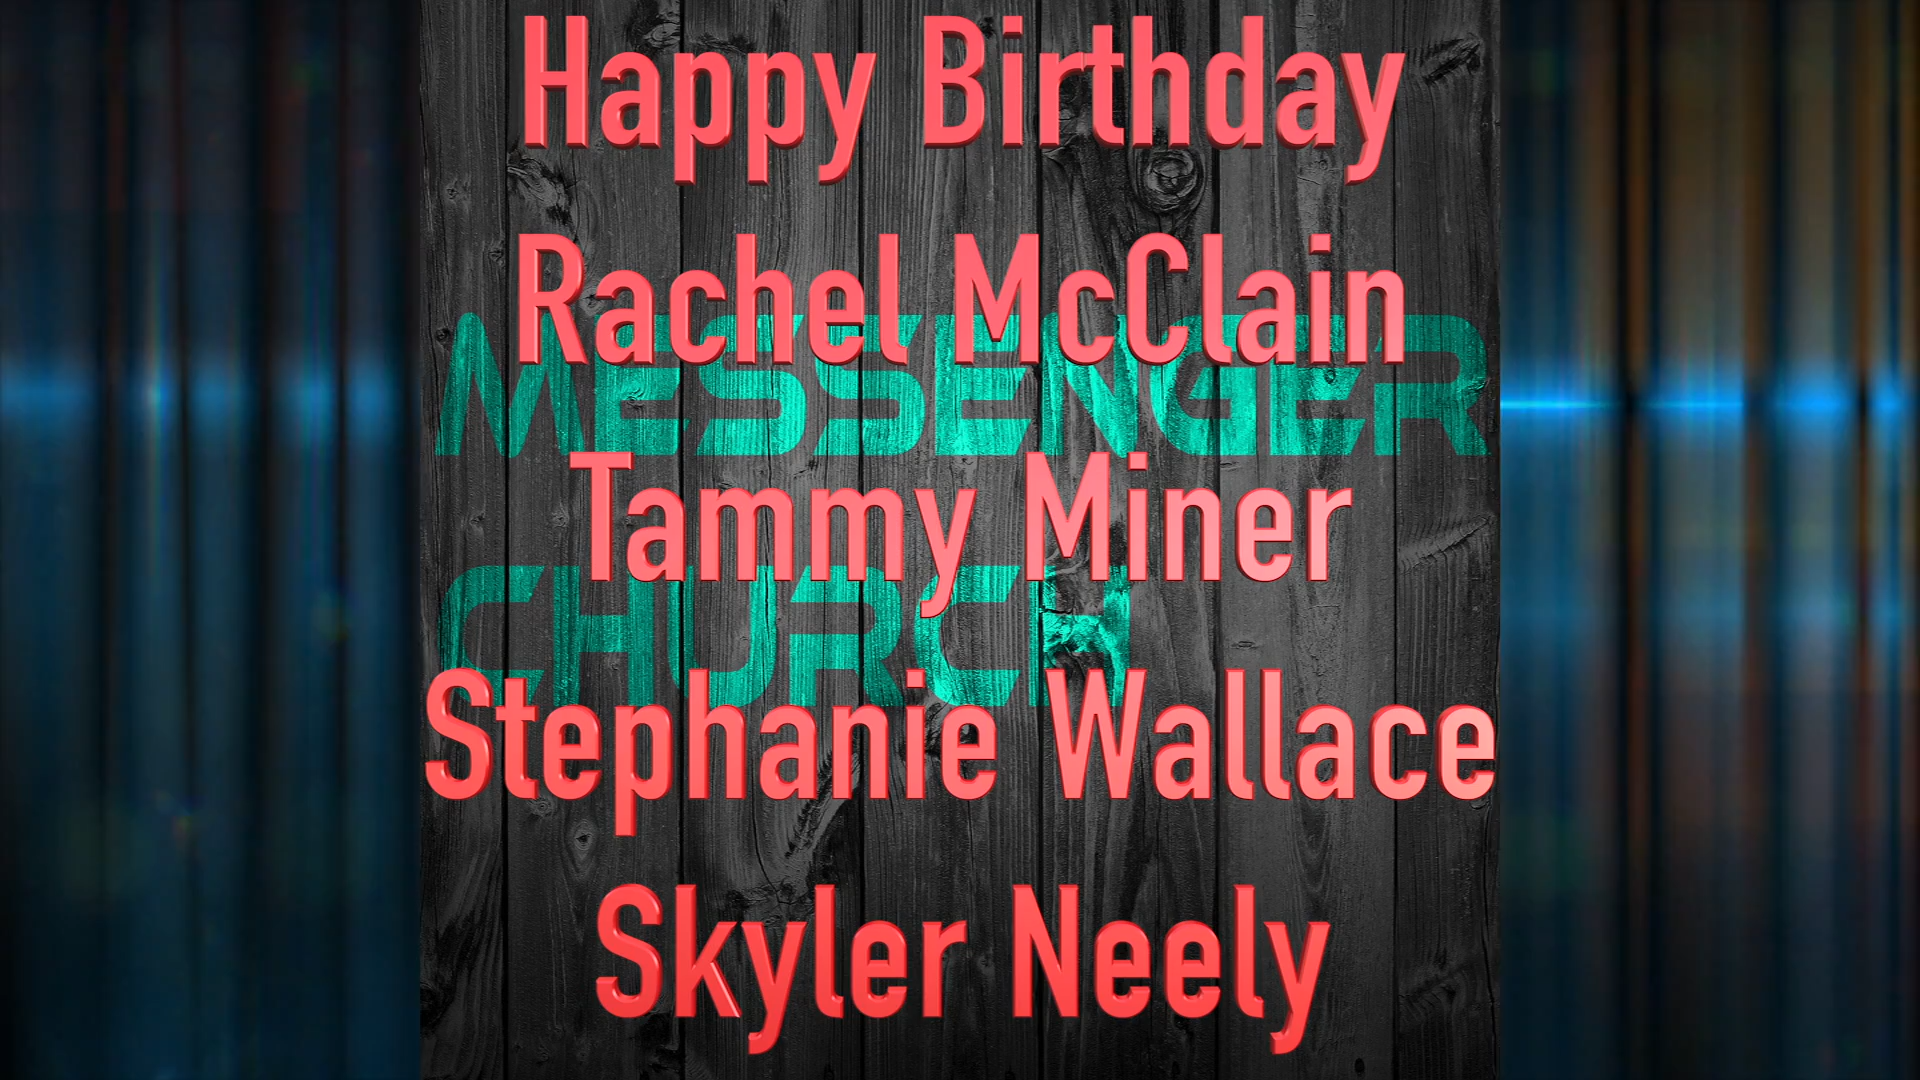 Happy Birthday
Rachel McClain
MESSENGER
Tammy Miner
CHURCH
Stephanie Wallace
Skyler Neely